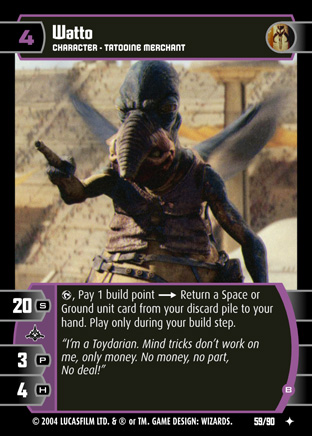 4
Watto
CHARACTER - TATOOINE MERCHANT
20 S
3 P
4 H
, Pay 1 build point → Return a Space or
Ground unit card from your discard pile to your
hand. Play only during your build step.
“I’m a Toydarian. Mind tricks don’t work on
me, only money. No money, no part,
No deal!”
© 2004 LUCASFILM LTD. & ® or TM. GAME DESIGN: WIZARDS. 59/90